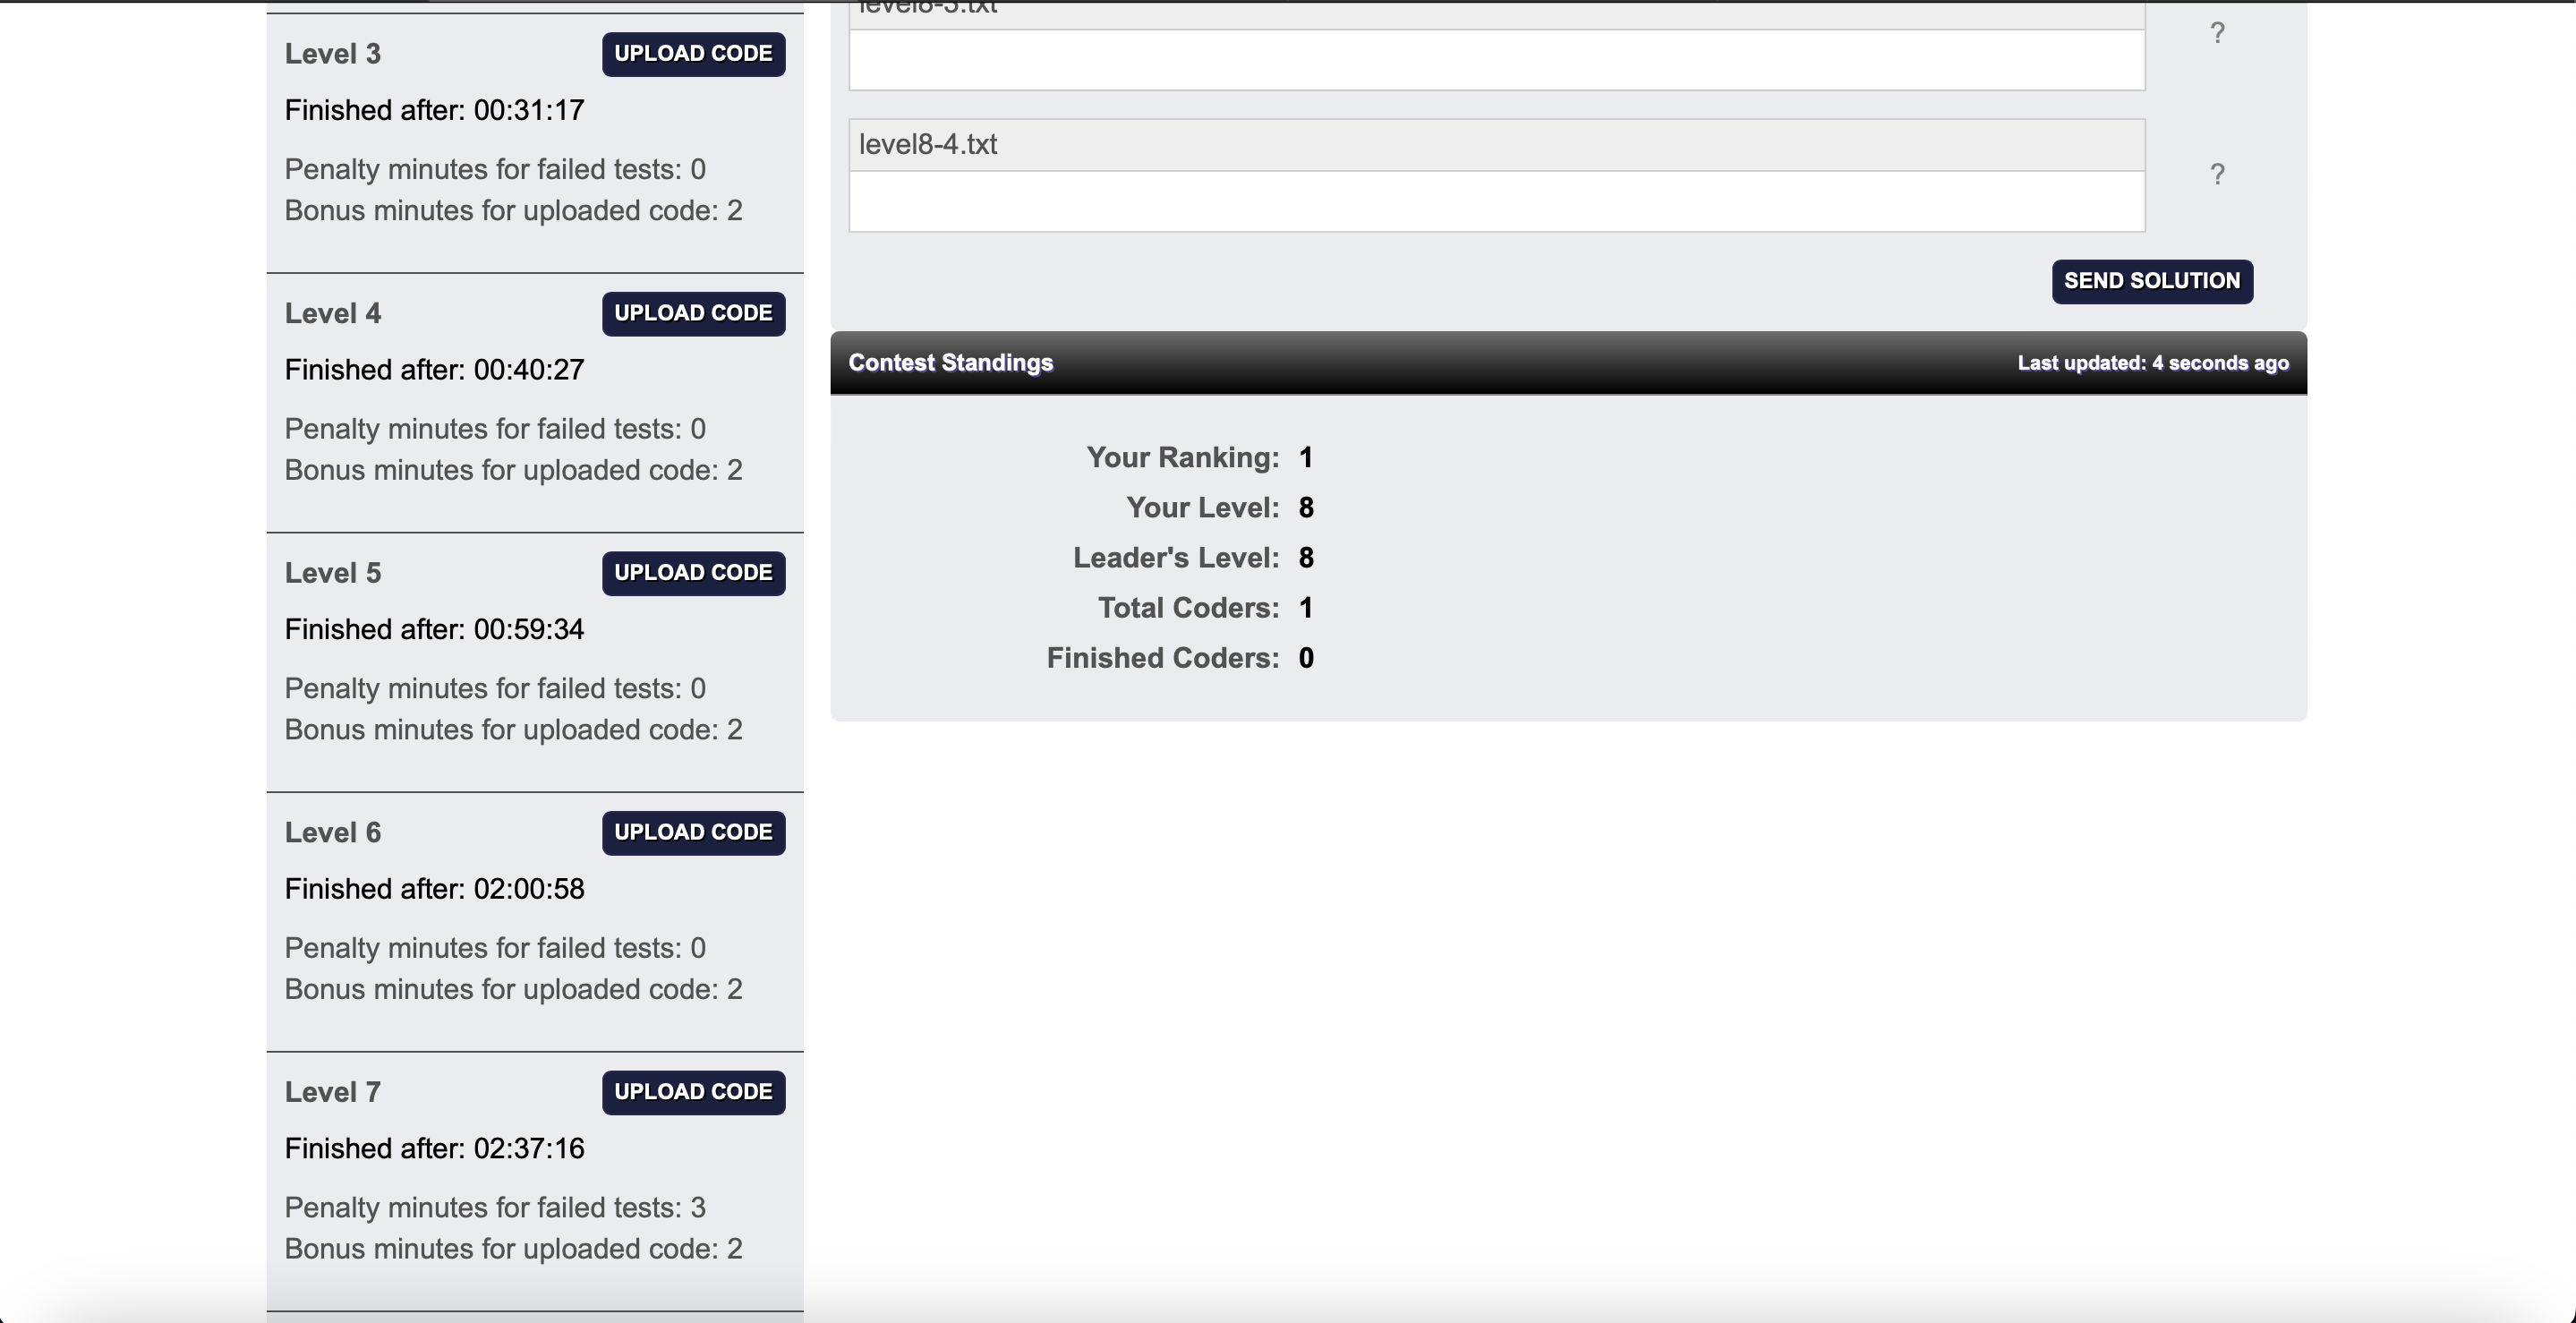 Level 3
UPLOAD CODE
Finished after: 00:31:17
Penalty minutes for failed tests: 0
Bonus minutes for uploaded code: 2
Level 4
UPLOAD CODE
Finished after: 00:40:27
Penalty minutes for failed tests: 0
Bonus minutes for uploaded code: 2
Level 5
UPLOAD CODE
Finished after: 00:59:34
Penalty minutes for failed tests: 0
Bonus minutes for uploaded code: 2
Level 6
UPLOAD CODE
Finished after: 02:00:58
Penalty minutes for failed tests: 0
Bonus minutes for uploaded code: 2
Level 7
UPLOAD CODE
Finished after: 02:37:16
Penalty minutes for failed tests: 3
Bonus minutes for uploaded code: 2
?
level8-4.txt
?
SEND SOLUTION
Contest Standings
Last updated: 4 seconds ago
Your Ranking: 1
Your Level: 8
Leader's Level: 8
Total Coders: 1
Finished Coders: 0